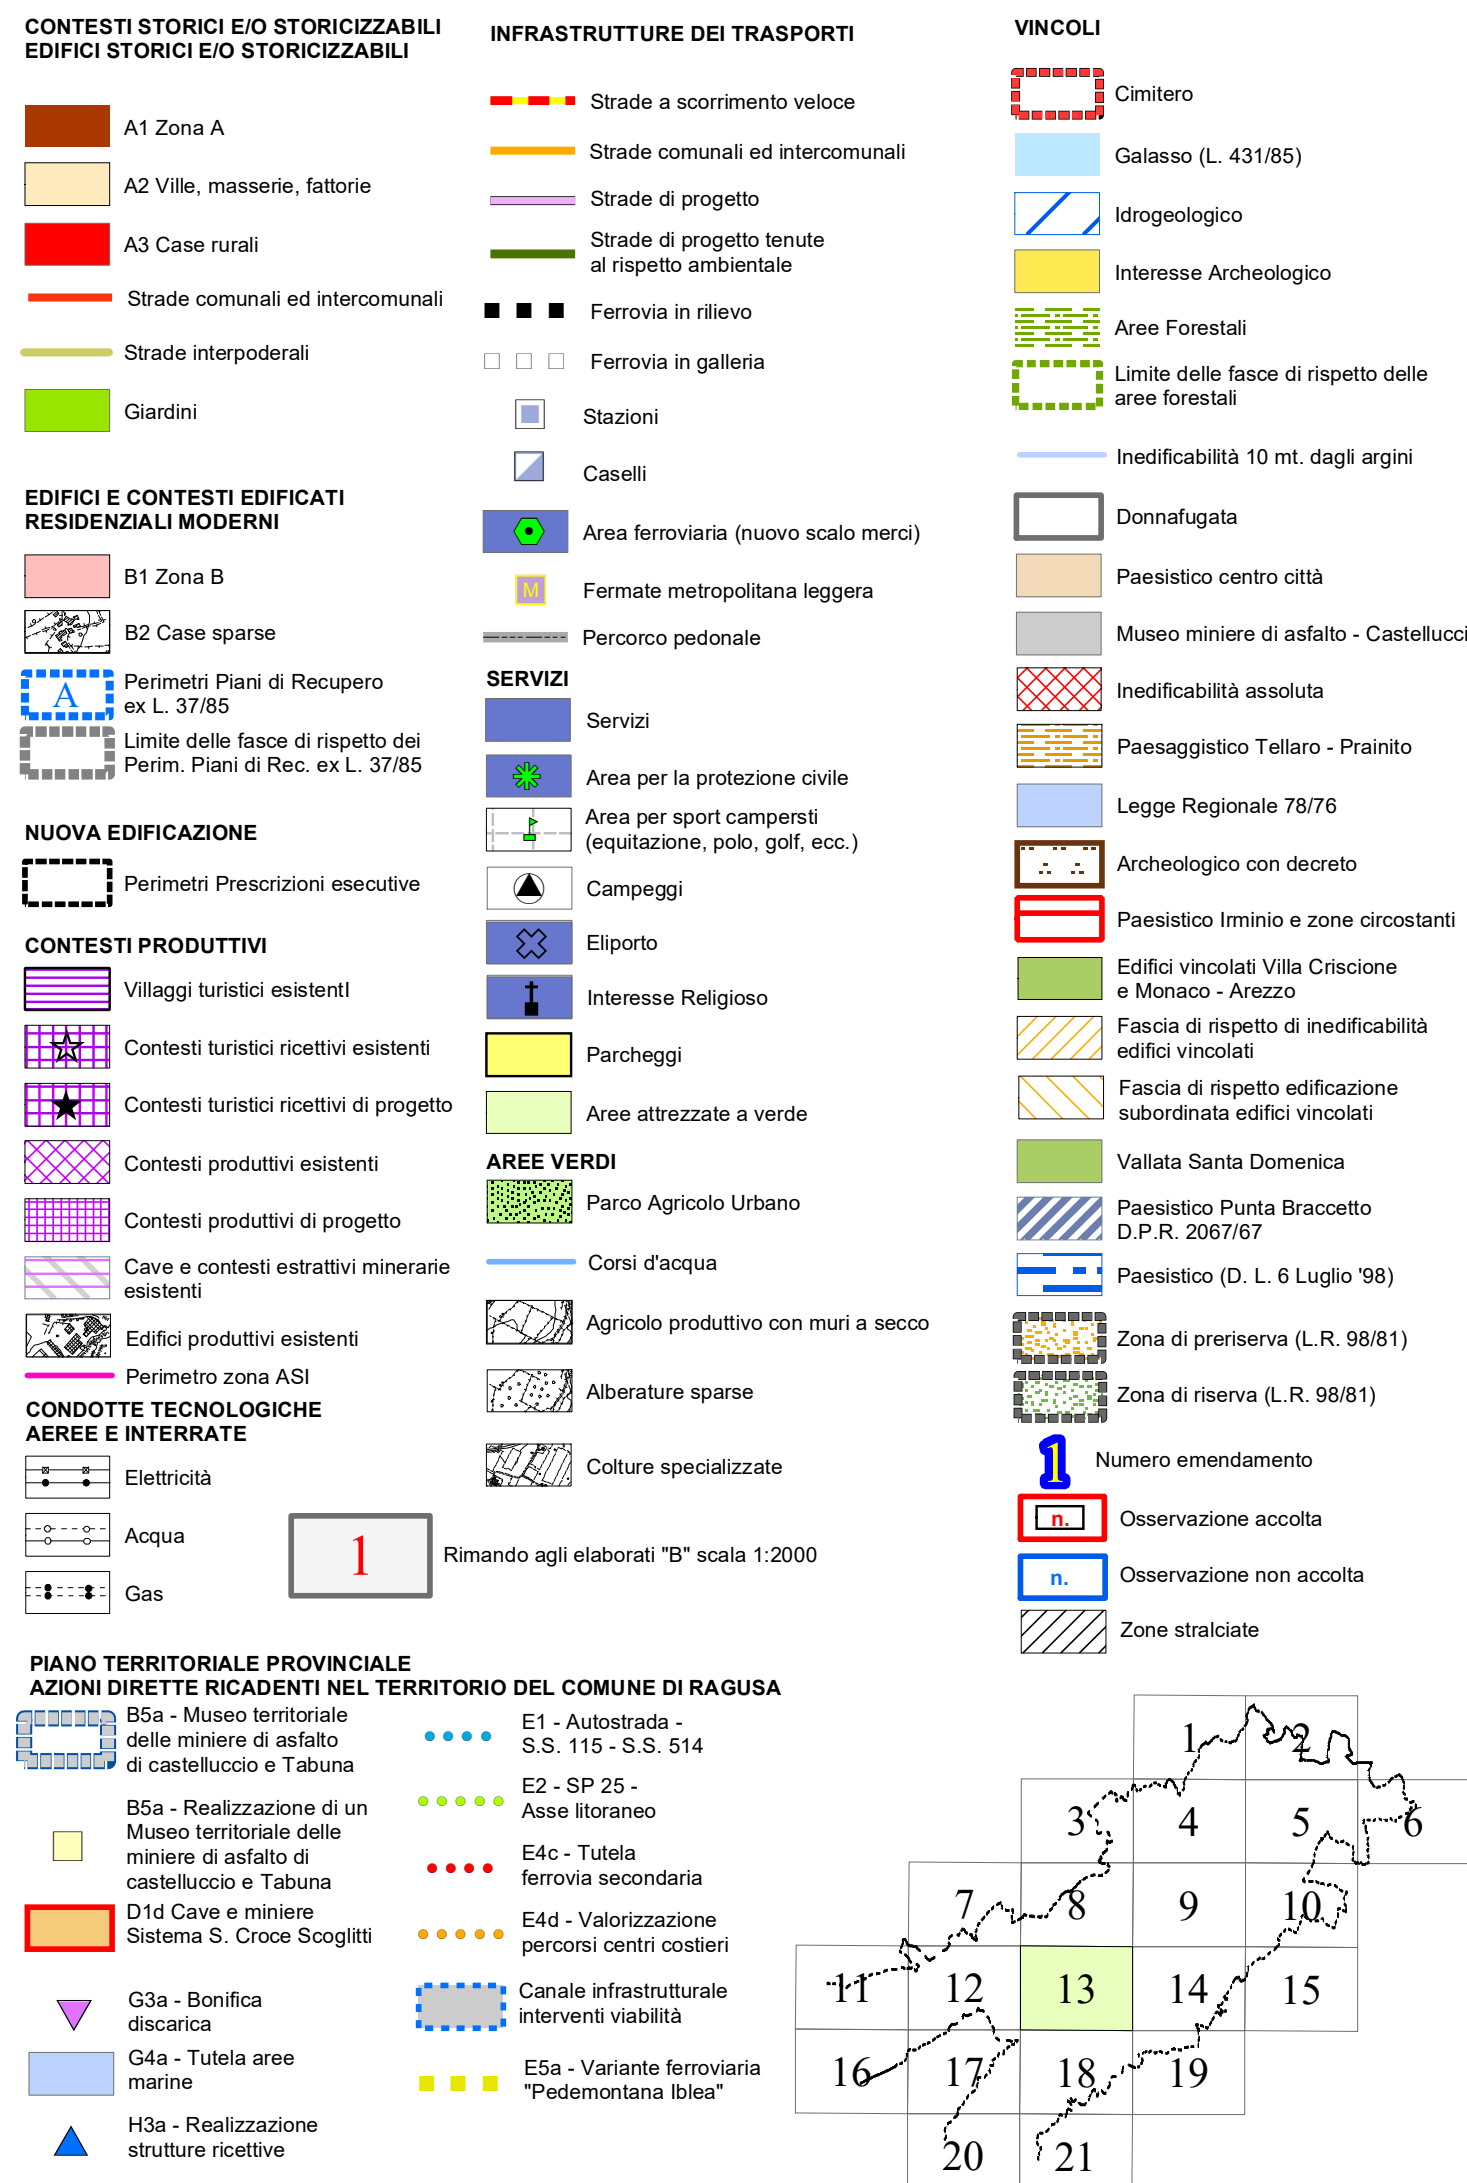 CONTESTI STORICI E/O STORICIZZABILI
EDIFICI STORICI E/O STORICIZZABILI
A1 Zona A
A2 Ville, masserie, fattorie
A3 Case rurali
Strade comunali ed intercomunali
Strade interpoderali
Giardini
EDIFICI E CONTESTI EDIFICATI
RESIDENZIALI MODERNI
B1 Zona B
B2 Case sparse
A
Perimetri Piani di Recupero
ex L. 37/85
Limite delle fasce di rispetto dei
Perim. Piani di Rec. ex L. 37/85
NUOVA EDIFICAZIONE
Perimetri Prescrizioni esecutive
CONTESTI PRODUTTIVI
Villaggi turistici esistentI
Contesti turistici ricettivi esistenti
Contesti turistici ricettivi di progetto
Contesti produttivi esistenti
Contesti produttivi di progetto
Cave e contesti estrattivi minerarie
esistenti
Edifici produttivi esistenti
Perimetro zona ASI
CONDOTTE TECNOLOGICHE
AEREE E INTERRATE
Elettricità
Acqua
Gas
1
Rimando agli elaborati "B" scala 1:2000
INFRASTRUTTURE DEI TRASPORTI
Strade a scorrimento veloce
Strade comunali ed intercomunali
Strade di progetto
Strade di progetto tenute
al rispetto ambientale
Ferrovia in rilievo
Ferrovia in galleria
Stazioni
Caselli
Area ferroviaria (nuovo scalo merci)
M
Fermate metropolitana leggera
Percorco pedonale
SERVIZI
Servizi
Area per la protezione civile
Area per sport campersti
(equitazione, polo, golf, ecc.)
Campeggi
Eliporto
Interesse Religioso
Parcheggi
Aree attrezzate a verde
AREE VERDI
Parco Agricolo Urbano
Corsi d'acqua
Agricolo produttivo con muri a secco
Alberature sparse
Colture specializzate
VINCOLI
Cimitero
Galasso (L. 431/85)
Idrogeologico
Interesse Archeologico
Aree Forestali
Limite delle fasce di rispetto delle
aree forestali
Inedificabilità 10 mt. dagli argini
Donnafugata
Paesistico centro città
Museo miniere di asfalto - Castellucci
Inedificabilità assoluta
Paesaggistico Tellaro - Prainito
Legge Regionale 78/76
Archeologico con decreto
Paesistico Irminio e zone circostanti
Edifici vincolati Villa Criscione
e Monaco - Arezzo
Fascia di rispetto di inedificabilità
edifici vincolati
Fascia di rispetto edificazione
subordinata edifici vincolati
Vallata Santa Domenica
Paesistico Punta Braccetto
D.P.R. 2067/67
Paesistico (D. L. 6 Luglio '98)
Zona di preriserva (L.R. 98/81)
Zona di riserva (L.R. 98/81)
1
Numero emendamento
n.
Osservazione accolta
n.
Osservazione non accolta
Zone stralciate
PIANO TERRITORIALE PROVINCIALE
AZIONI DIRETTE RICADENTI NEL TERRITORIO DEL COMUNE DI RAGUSA
B5a - Museo territoriale
delle miniere di asfalto
di castelluccio e Tabuna
B5a - Realizzazione di un
Museo territoriale delle
miniere di asfalto di
castelluccio e Tabuna
D1d Cave e miniere
Sistema S. Croce Scoglitti
G3a - Bonifica
discarica
G4a - Tutela aree
marine
H3a - Realizzazione
strutture ricettive
E1 - Autostrada -
S.S. 115 - S.S. 514
E2 - SP 25 -
Asse litoraneo
E4c - Tutela
ferrovia secondaria
E4d - Valorizzazione
percorsi centri costieri
Canale infrastrutturale
interventi viabilità
E5a - Variante ferroviaria
"Pedemontana Iblea"
1 2
3 4 5 6
7 8 9 10
11 12 13 14 15
16 17 18 19
20 21